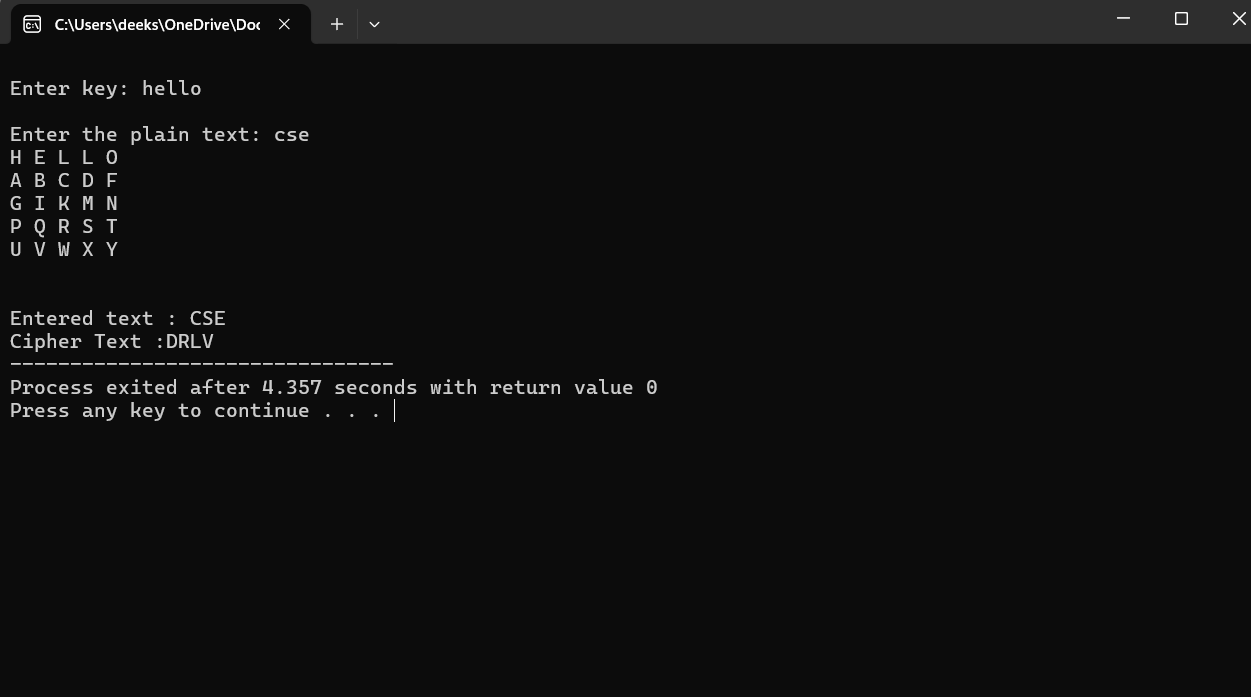 C:\Users\deeks\OneDrive\Doc
Enter key: hello
Enter the plain text: cse
H E L L O
A B C D F
G I K M N
P Q R S T
U V W X Y
Entered text : CSE
Cipher Text :DRLV
--------------------------------
Process exited after 4.357 seconds with return value 0
Press any key to continue . . .